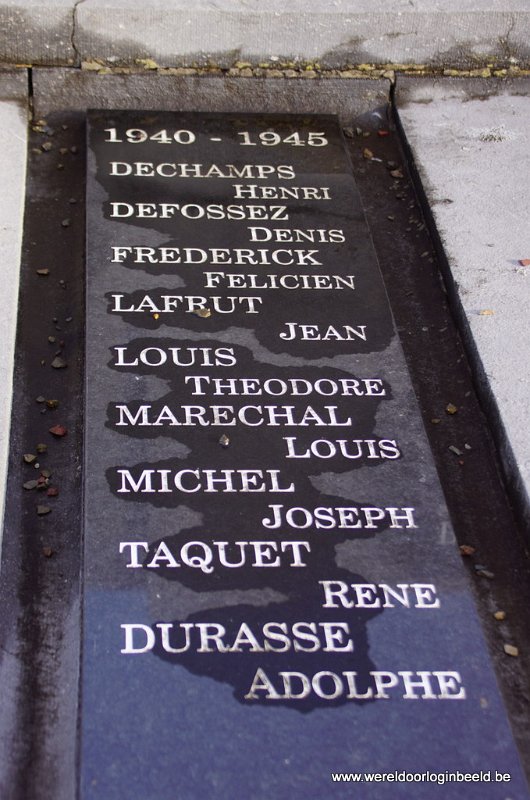 1940 - 1945
DECHAMPS
HENRI
DEFOSSEZ
DENIS
FREDERICK
FELICIEN
LAFRUT
JEAN
LOUIS
THEODORE
MARECHAL
LOUIS
MICHEL
JOSEPH
TAQUET
RENE
DURASSE
ADOLPHE
www.wereldoorloginbeeld.be